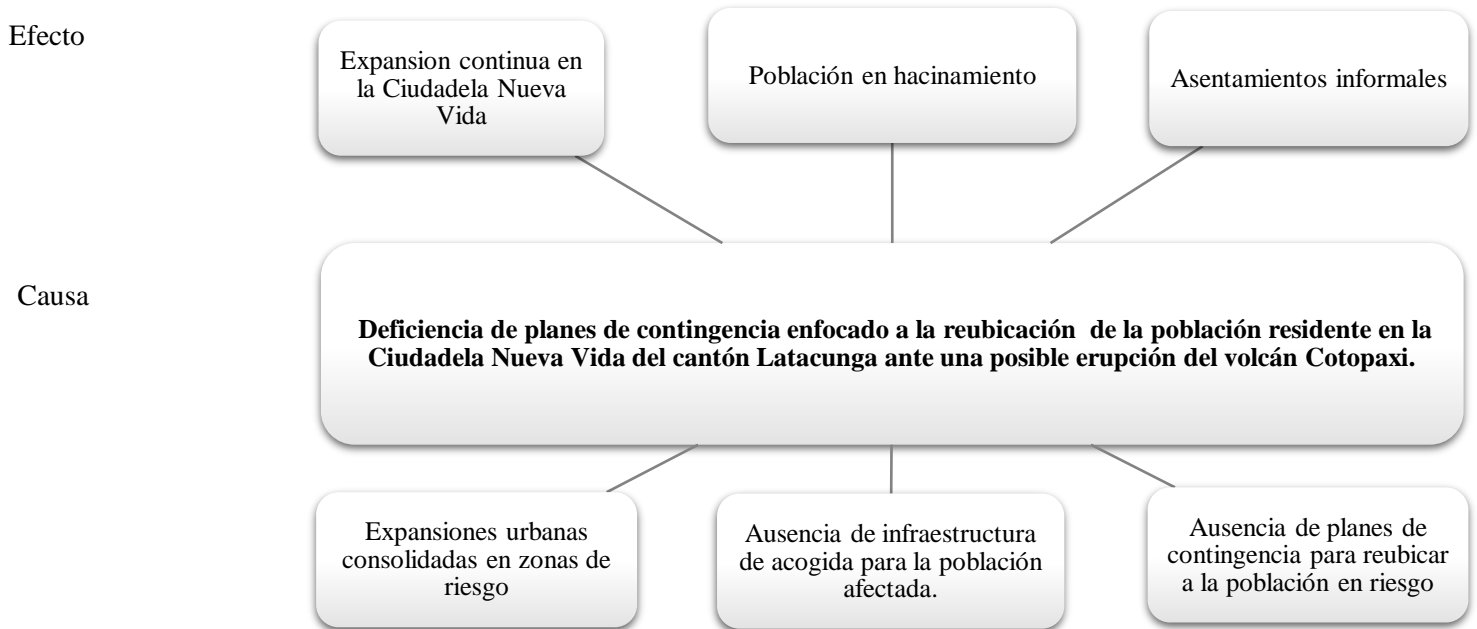 Efecto
Expansion continua en
la Ciudadela Nueva
Vida
Población en hacinamiento
Asentamientos informales
Causa
Deficiencia de planes de contingencia enfocado a la reubicación de la población residente en la
Ciudadela Nueva Vida del cantón Latacunga ante una posible erupción del volcán Cotopaxi.
Expansiones urbanas
consolidadas en zonas de
riesgo
Ausencia de infraestructura
de acogida para la población
afectada.
Ausencia de planes de
contingencia para reubicar
a la población en riesgo